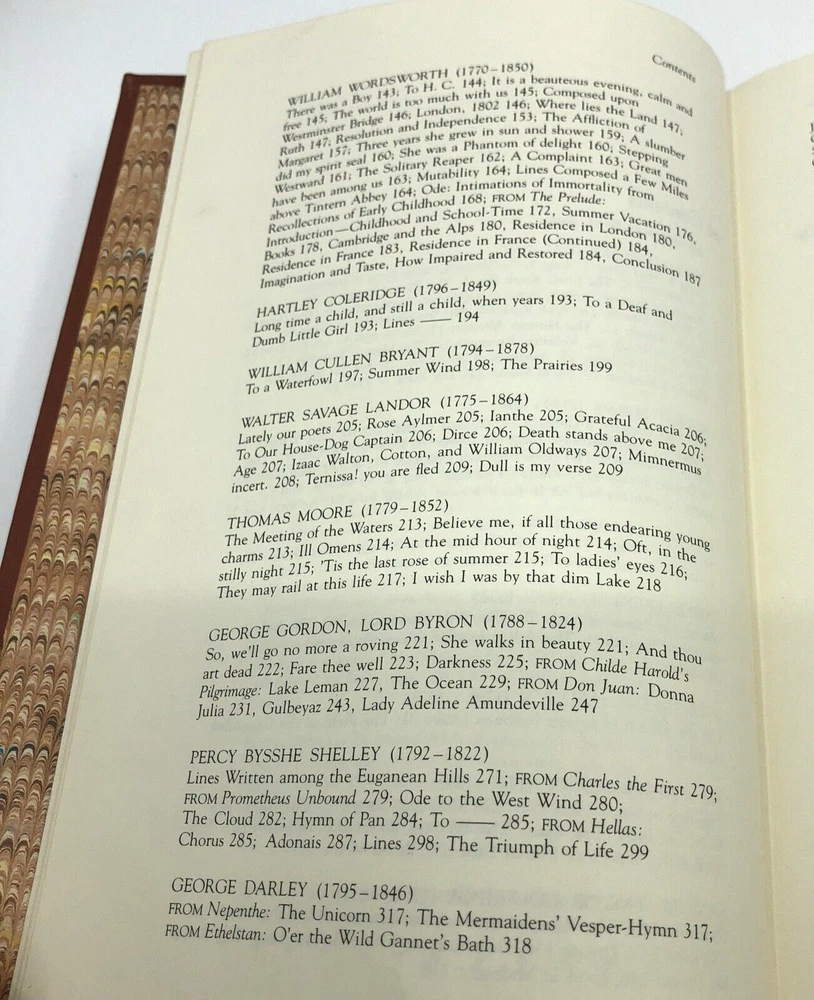 Contents
WILLIAM WORDSWORTH (1770–1850)
There was a Boy 143; To H. C. 144; It is a beauteous evening, calm and
free 145; The world is too much with us 145; Composed upon
Westminster Bridge 146; London, 1802 146; Where lies the Land 147;
Ruth 147; Resolution and Independence 153; The Affliction of
Margaret 157; Three years she grew in sun and shower 159; A slumber
did my spirit seal 160; She was a Phantom of delight 160; Stepping
Westward 161; The Solitary Reaper 162; A Complaint 163; Great men
have been among us 163; Mutability 164; Lines Composed a Few Miles
above Tintern Abbey 164; Ode: Intimations of Immortality from
Recollections of Early Childhood 168; FROM The Prelude:
Introduction—Childhood and School-Time 172, Summer Vacation 176,
Books 178, Cambridge and the Alps 180, Residence in London 180,
Residence in France 183, Residence in France (Continued) 184,
Imagination and Taste, How Impaired and Restored 184, Conclusion 187
HARTLEY COLERIDGE (1796–1849)
Long time a child, and still a child, when years 193; To a Deaf and
Dumb Little Girl 193; Lines —— 194
WILLIAM CULLEN BRYANT (1794–1878)
To a Waterfowl 197; Summer Wind 198; The Prairies 199
WALTER SAVAGE LANDOR (1775–1864)
Lately our poets 205; Rose Aylmer 205; Ianthe 205; Grateful Acacia 206;
To Our House-Dog Captain 206; Dirce 206; Death stands above me 207;
Age 207; Izaac Walton, Cotton, and William Oldways 207; Mimnermus
incert. 208; Ternissa! you are fled 209; Dull is my verse 209
THOMAS MOORE (1779–1852)
The Meeting of the Waters 213; Believe me, if all those endearing young
charms 213; Ill Omens 214; At the mid hour of night 214; Oft, in the
stilly night 215; 'Tis the last rose of summer 215; To ladies' eyes 216;
They may rail at this life 217; I wish I was by that dim Lake 218
GEORGE GORDON, LORD BYRON (1788–1824)
So, we'll go no more a roving 221; She walks in beauty 221; And thou
art dead 222; Fare thee well 223; Darkness 225; FROM Childe Harold's
Pilgrimage: Lake Leman 227, The Ocean 229; FROM Don Juan: Donna
Julia 231, Gulbeyaz 243, Lady Adeline Amundeville 247
PERCY BYSSHE SHELLEY (1792–1822)
Lines Written among the Euganean Hills 271; FROM Charles the First 279;
FROM Prometheus Unbound 279; Ode to the West Wind 280;
The Cloud 282; Hymn of Pan 284; To —— 285; FROM Hellas:
Chorus 285; Adonais 287; Lines 298; The Triumph of Life 299
GEORGE DARLEY (1795–1846)
FROM Nepenthe: The Unicorn 317; The Mermaidens' Vesper-Hymn 317;
FROM Ethelstan: O'er the Wild Gannet's Bath 318